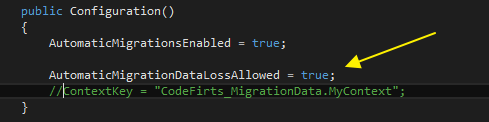 public Configuration()
{
AutomaticMigrationsEnabled = true;
AutomaticMigrationDataLossAllowed = true;
//ContextKey = "CodeFirts_MigrationData.MyContext";
}